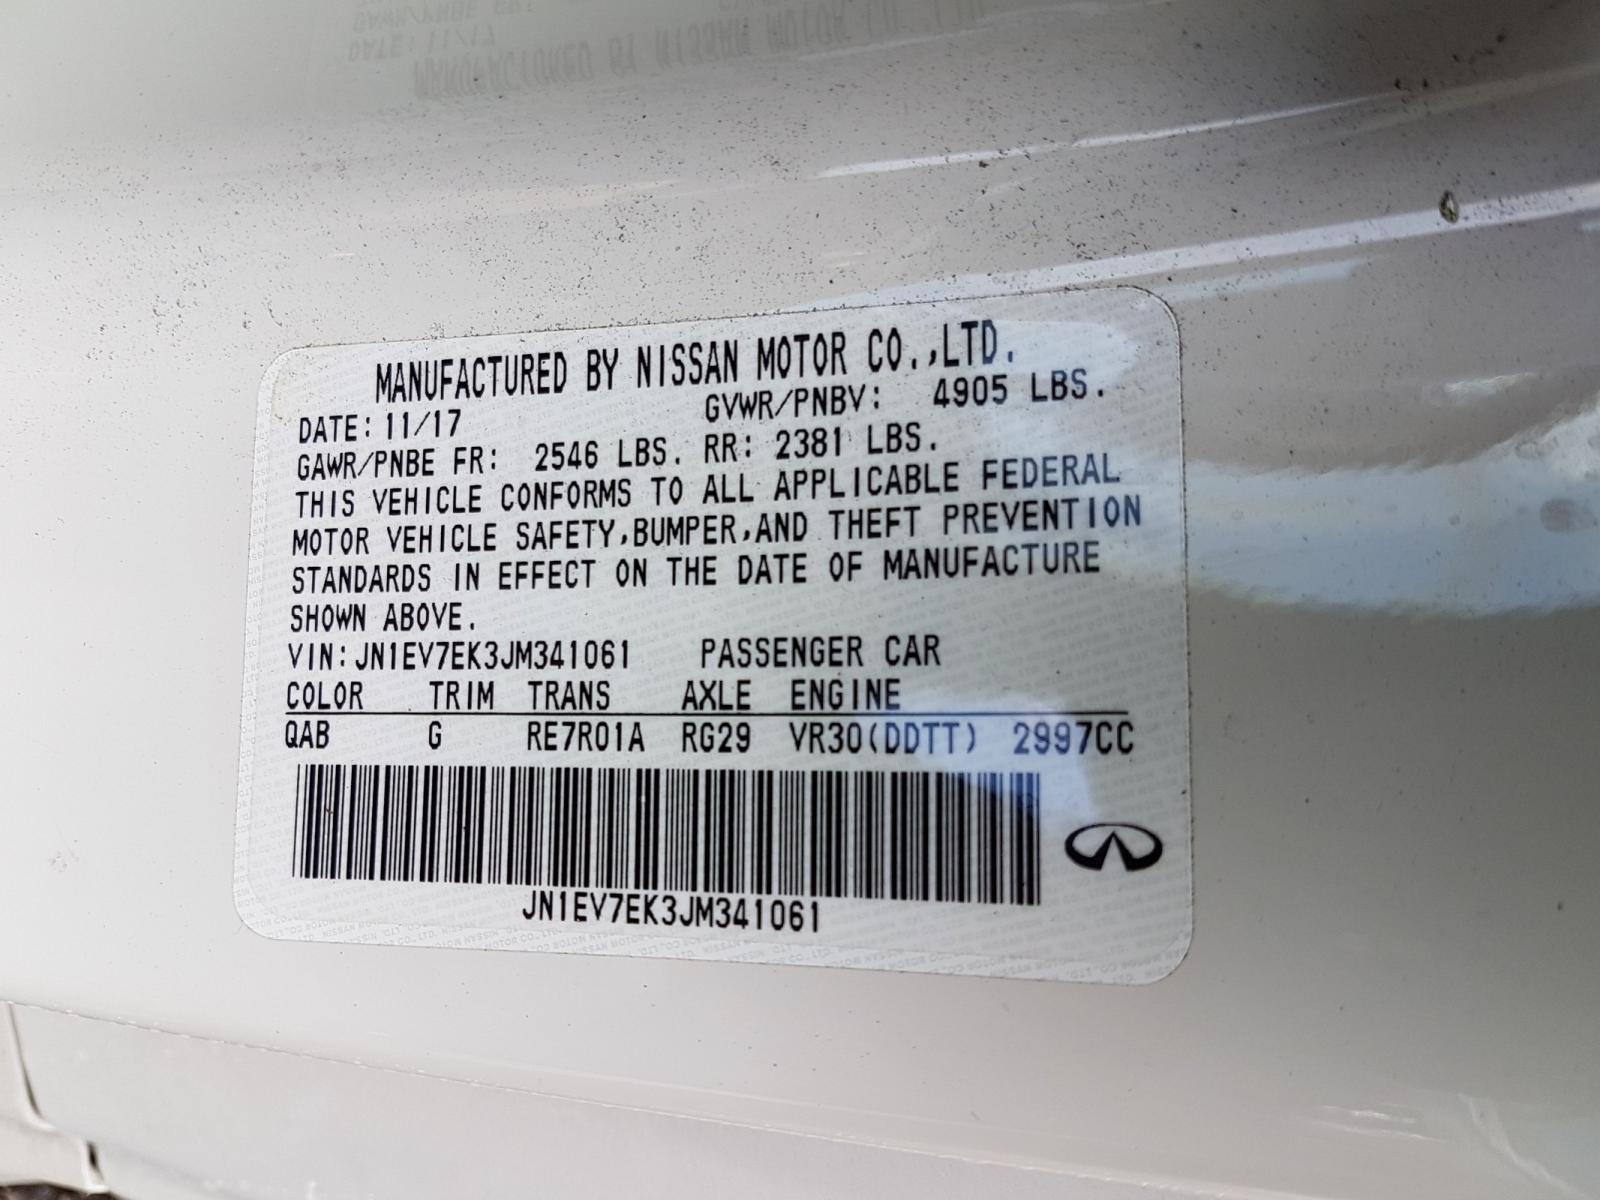 MANUFACTURED BY NISSAN MOTOR CO.,LTD.
DATE: 11/17 GVWR/PNBV: 4905 LBS.
GAWR/PNBE FR: 2546 LBS. RR: 2381 LBS.
THIS VEHICLE CONFORMS TO ALL APPLICABLE FEDERAL
MOTOR VEHICLE SAFETY,BUMPER,AND THEFT PREVENTION
STANDARDS IN EFFECT ON THE DATE OF MANUFACTURE
SHOWN ABOVE.
VIN:JN1EV7EK3JM341061 PASSENGER CAR
COLOR TRIM TRANS AXLE ENGINE
QAB G RE7R01A RG29 VR30(DDTT) 2997CC
JN1EV7EK3JM341061